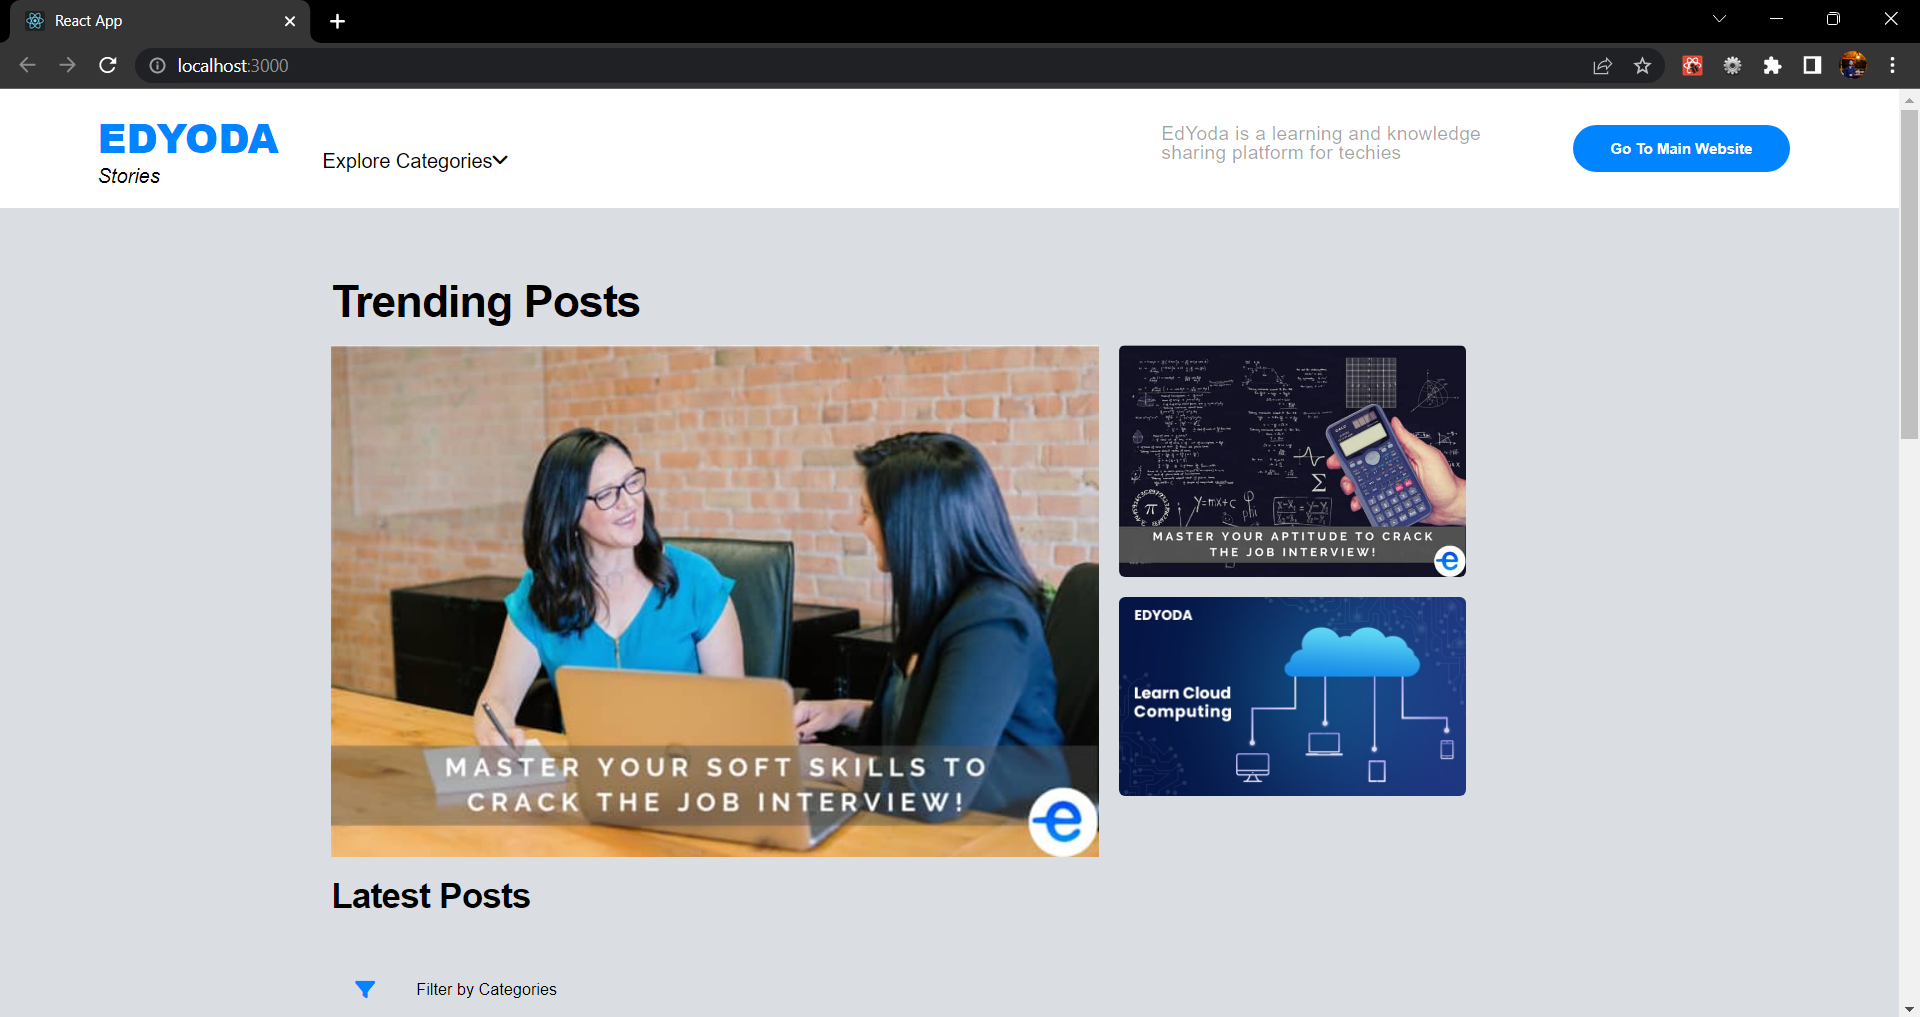 React App
localhost:3000
EDYODA
Stories
Explore Categories
EdYoda is a learning and knowledge
sharing platform for techies
Go To Main Website
Trending Posts
MASTER YOUR SOFT SKILLS TO
CRACK THE JOB INTERVIEW!
e
Y=mx+c
phi
π
Σ
MASTER YOUR APTITUDE TO CRACK
THE JOB INTERVIEW!
e
EDYODA
Learn Cloud
Computing
Latest Posts
Filter by Categories